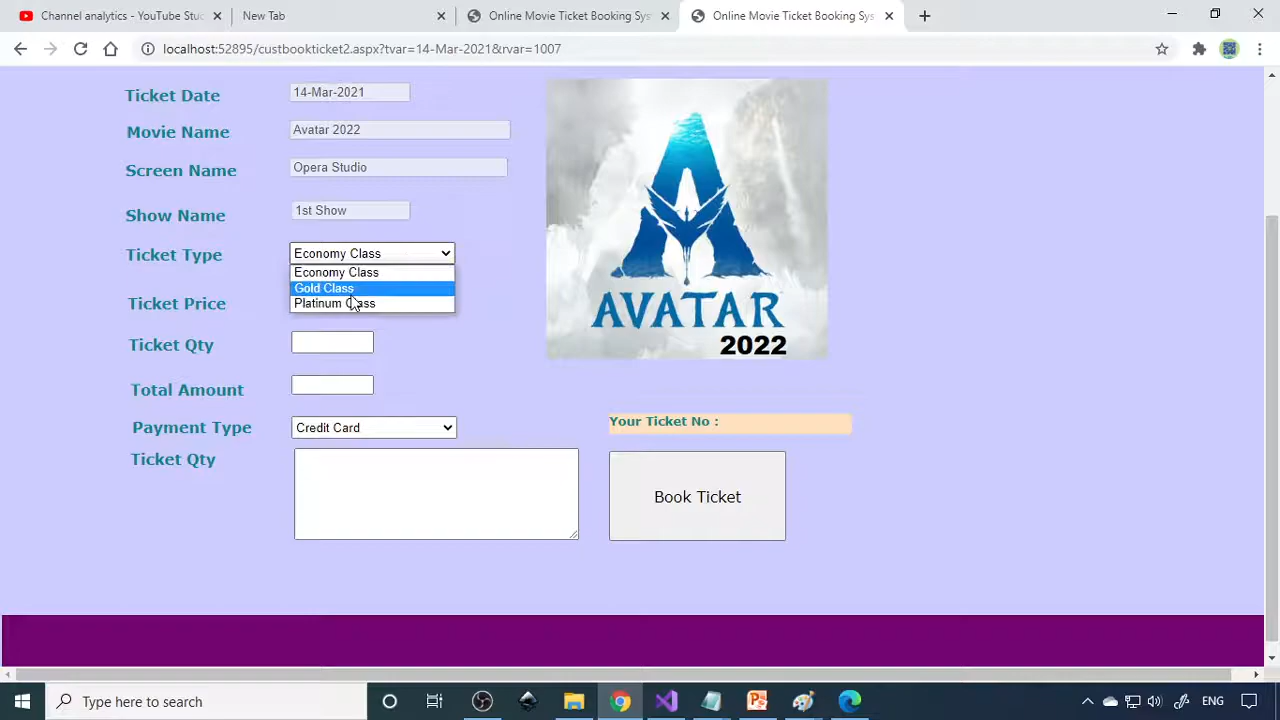 Channel analytics - YouTube Stu
New Tab
Online Movie Ticket Booking Sys
Online Movie Ticket Booking Sys
localhost:52895/custbookticket2.aspx?tvar=14-Mar-2021&rvar=1007
Ticket Date
14-Mar-2021
Movie Name
Avatar 2022
Screen Name
Opera Studio
Show Name
1st Show
Ticket Type
Economy Class
Economy Class
Gold Class
Platinum Class
Ticket Price
Ticket Qty
Total Amount
Payment Type
Credit Card
Ticket Qty
AVATAR
2022
Your Ticket No :
Book Ticket
Type here to search
ENG